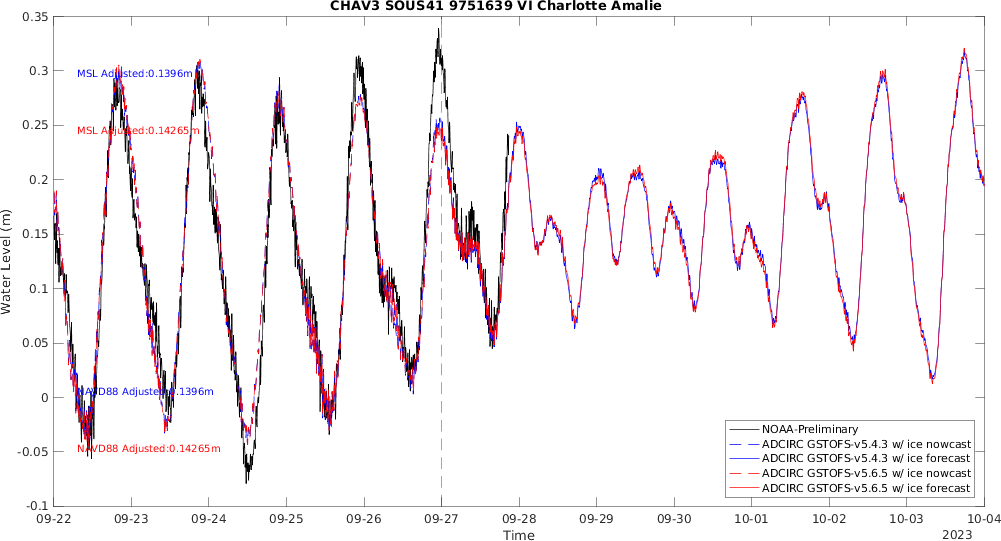 CHAV3 SOUS41 9751639 VI Charlotte Amalie
0.35
0.3
0.25
0.2
0.15
0.1
0.05
0
-0.05
-0.1
Water Level (m)
MSL Adjusted:0.1396m
MSL Adjusted:0.14265m
NAVD88 Adjusted:0.1396m
NAVD88 Adjusted:0.14265m
NOAA-Preliminary
ADCIRC GSTOFS-v5.4.3 w/ ice nowcast
ADCIRC GSTOFS-v5.4.3 w/ ice forecast
ADCIRC GSTOFS-v5.6.5 w/ ice nowcast
ADCIRC GSTOFS-v5.6.5 w/ ice forecast
09-22 09-23 09-24 09-25 09-26 09-27 09-28 09-29 09-30 10-01 10-02 10-03 10-04
Time
2023